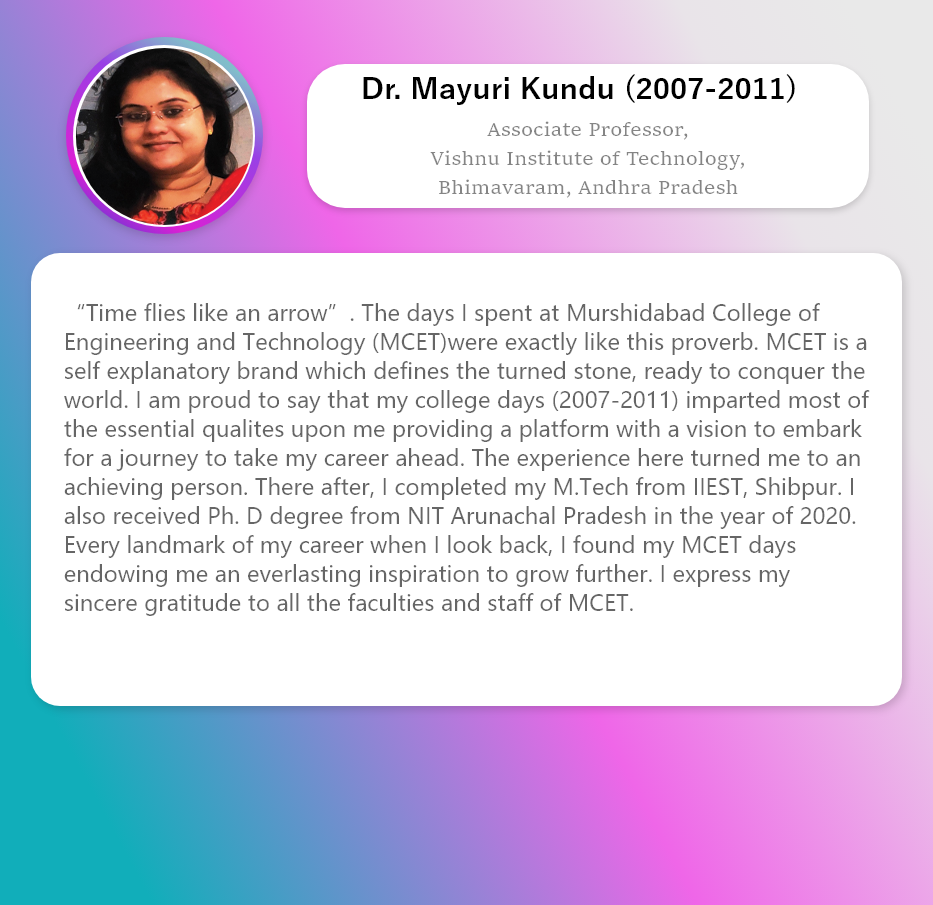 Dr. Mayuri Kundu (2007-2011)
Associate Professor,
Vishnu Institute of Technology,
Bhimavaram, Andhra Pradesh
“Time flies like an arrow” . The days I spent at Murshidabad College of
Engineering and Technology (MCET)were exactly like this proverb. MCET is a
self explanatory brand which defines the turned stone, ready to conquer the
world. I am proud to say that my college days (2007-2011) imparted most of
the essential qualites upon me providing a platform with a vision to embark
for a journey to take my career ahead. The experience here turned me to an
achieving person. There after, I completed my M.Tech from IIEST, Shibpur. I
also received Ph. D degree from NIT Arunachal Pradesh in the year of 2020.
Every landmark of my career when I look back, I found my MCET days
endowing me an everlasting inspiration to grow further. I express my
sincere gratitude to all the faculties and staff of MCET.